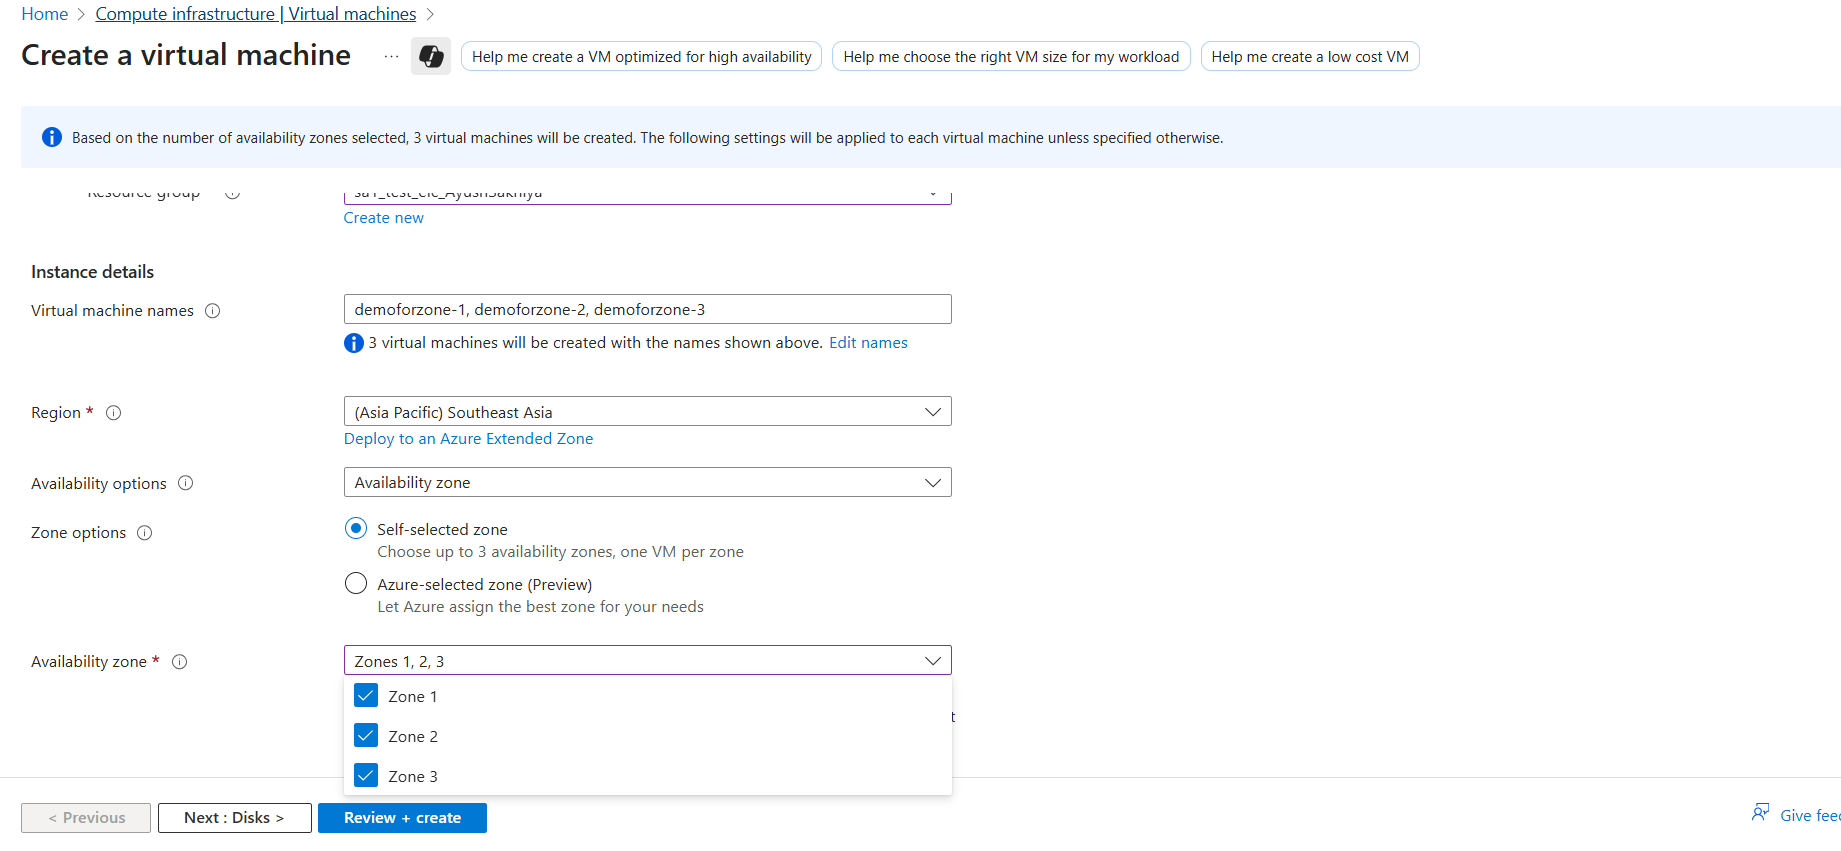 Home > Compute infrastructure | Virtual machines >
Create a virtual machine ... Help me create a VM optimized for high availability Help me choose the right VM size for my workload Help me create a low cost VM
Based on the number of availability zones selected, 3 virtual machines will be created. The following settings will be applied to each virtual machine unless specified otherwise.
Resource group sa1_test_eic_AyushSakhiya
Create new
Instance details
Virtual machine names demoforzone-1, demoforzone-2, demoforzone-3
3 virtual machines will be created with the names shown above. Edit names
Region * (Asia Pacific) Southeast Asia
Deploy to an Azure Extended Zone
Availability options Availability zone
Zone options Self-selected zone
Choose up to 3 availability zones, one VM per zone
Azure-selected zone (Preview)
Let Azure assign the best zone for your needs
Availability zone * Zones 1, 2, 3
Zone 1
t
Zone 2
Zone 3
< Previous Next : Disks > Review + create Give fee